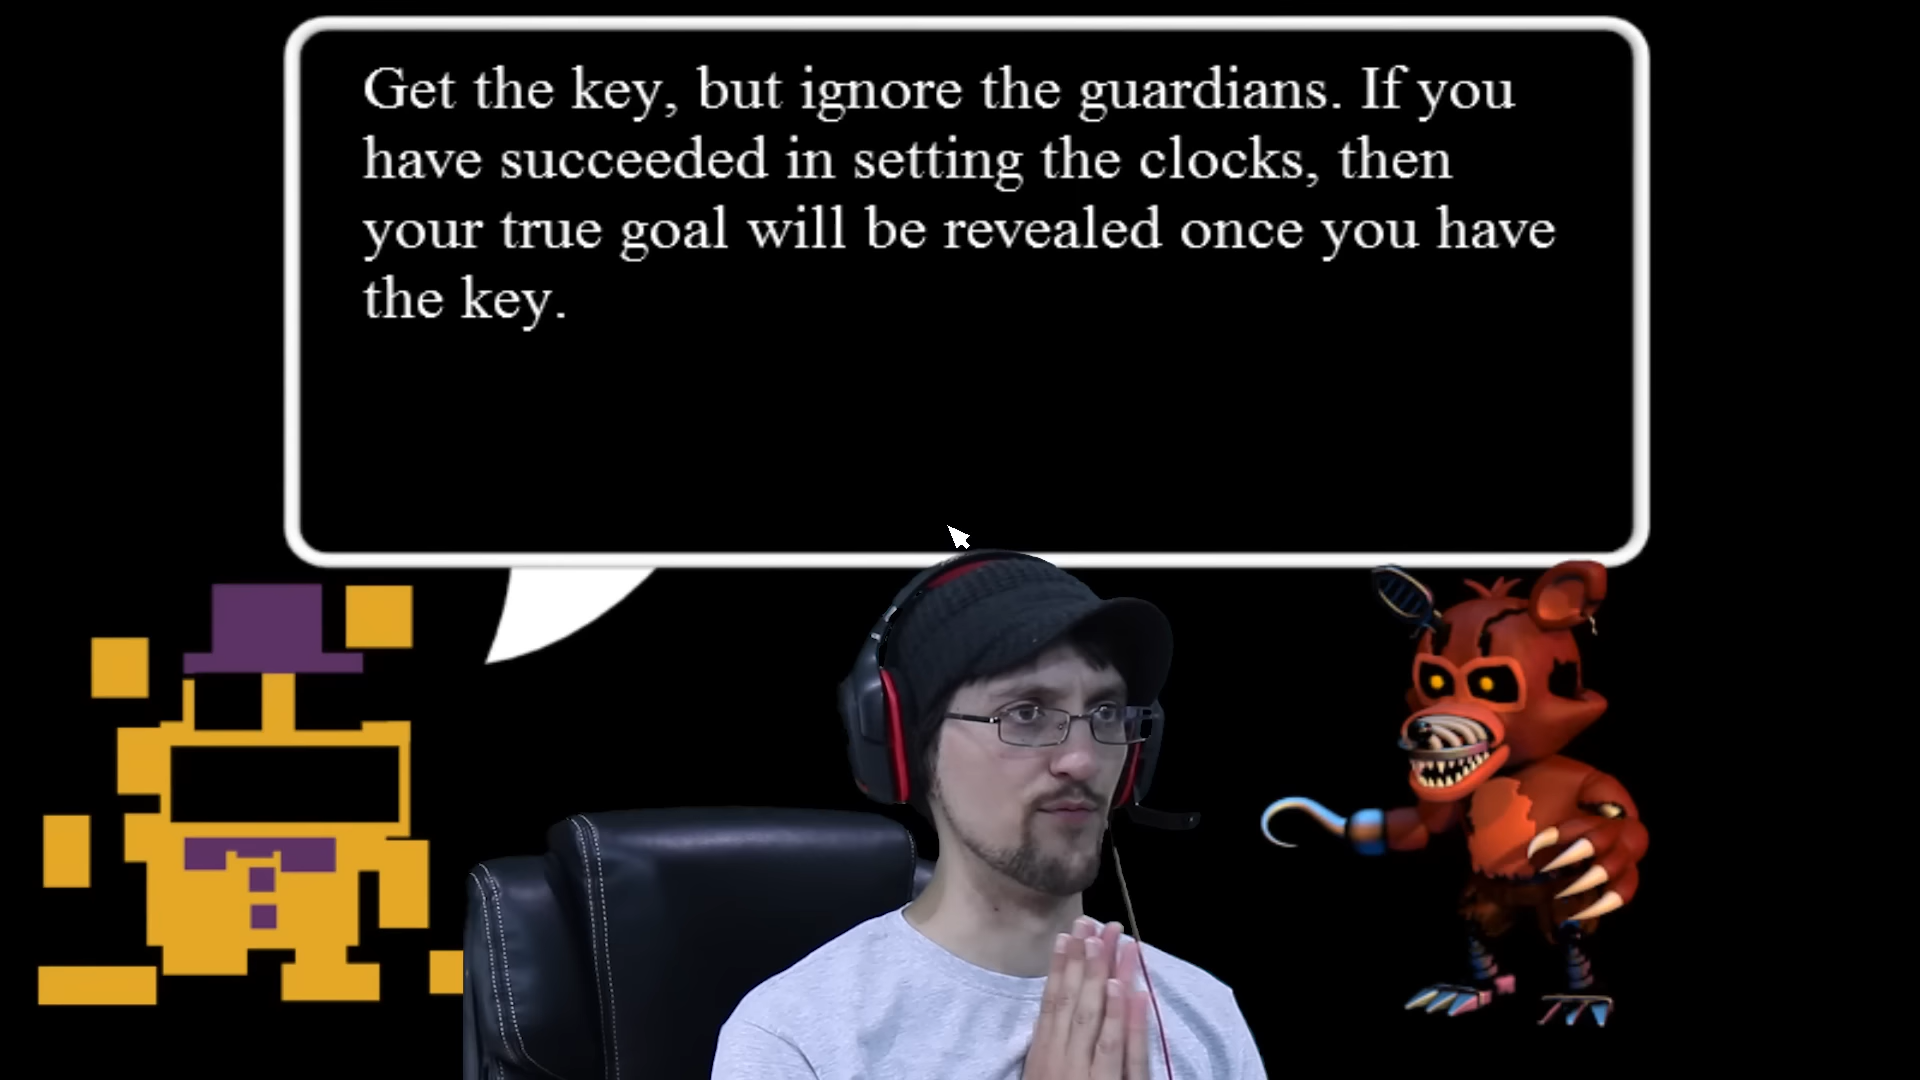 Get the key, but ignore the guardians. If you
have succeeded in setting the clocks, then
your true goal will be revealed once you have
the key.